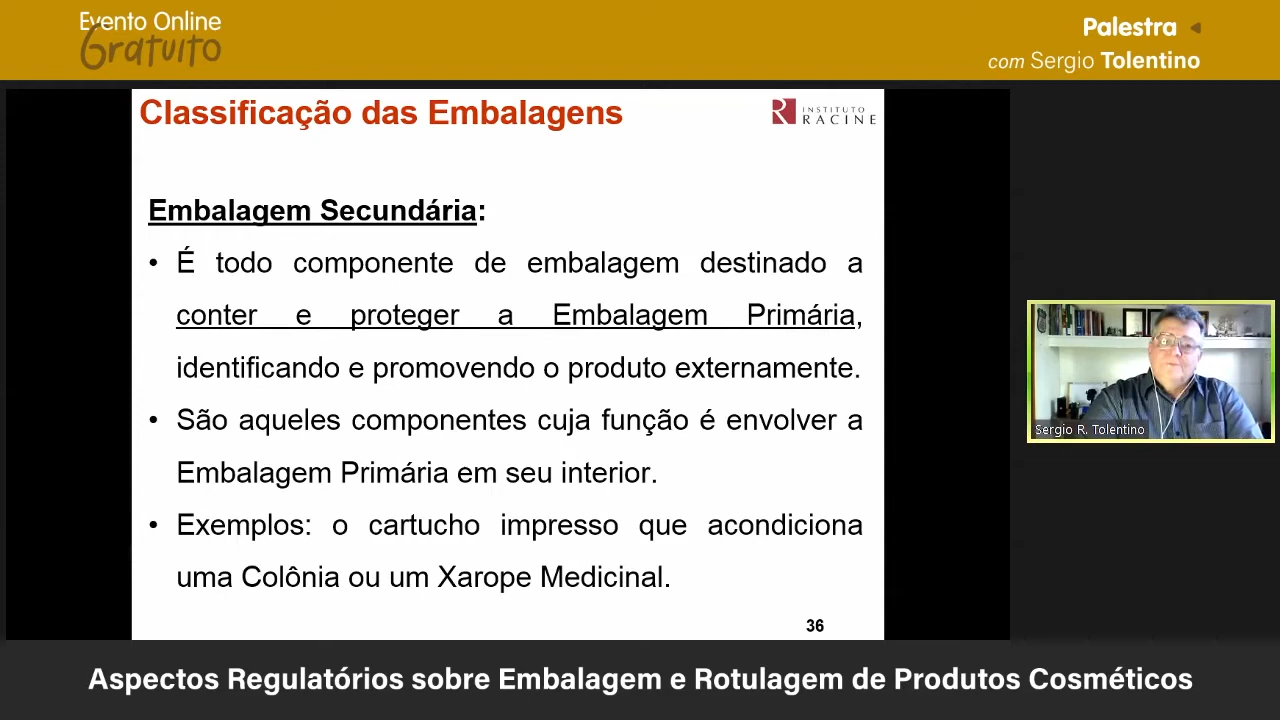 Evento Online
Gratuito
Palestra
com Sergio Tolentino
Classificação das Embalagens
INSTITUTO
RACINE
Embalagem Secundária:
• É todo componente de embalagem destinado a
conter e proteger a Embalagem Primária,
identificando e promovendo o produto externamente.
• São aqueles componentes cuja função é envolver a
Embalagem Primária em seu interior.
• Exemplos: o cartucho impresso que acondiciona
uma Colônia ou um Xarope Medicinal.
36
Sergio R. Tolentino
Aspectos Regulatórios sobre Embalagem e Rotulagem de Produtos Cosméticos